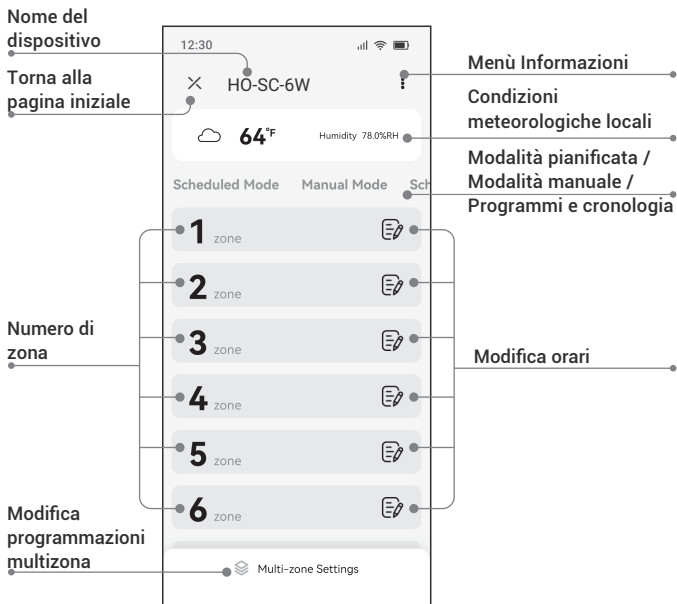 Nome del
dispositivo
Torna alla
pagina iniziale
Numero di
zona
Modifica
programmazioni
multizona
12:30
HO-SC-6W
64°F
Humidity 78.0%RH
Scheduled Mode Manual Mode Sch
1 zone
2 zone
3 zone
4 zone
5 zone
6 zone
Multi-zone Settings
Menù Informazioni
Condizioni
meteorologiche locali
Modalità pianificata /
Modalità manuale /
Programmi e cronologia
Modifica orari